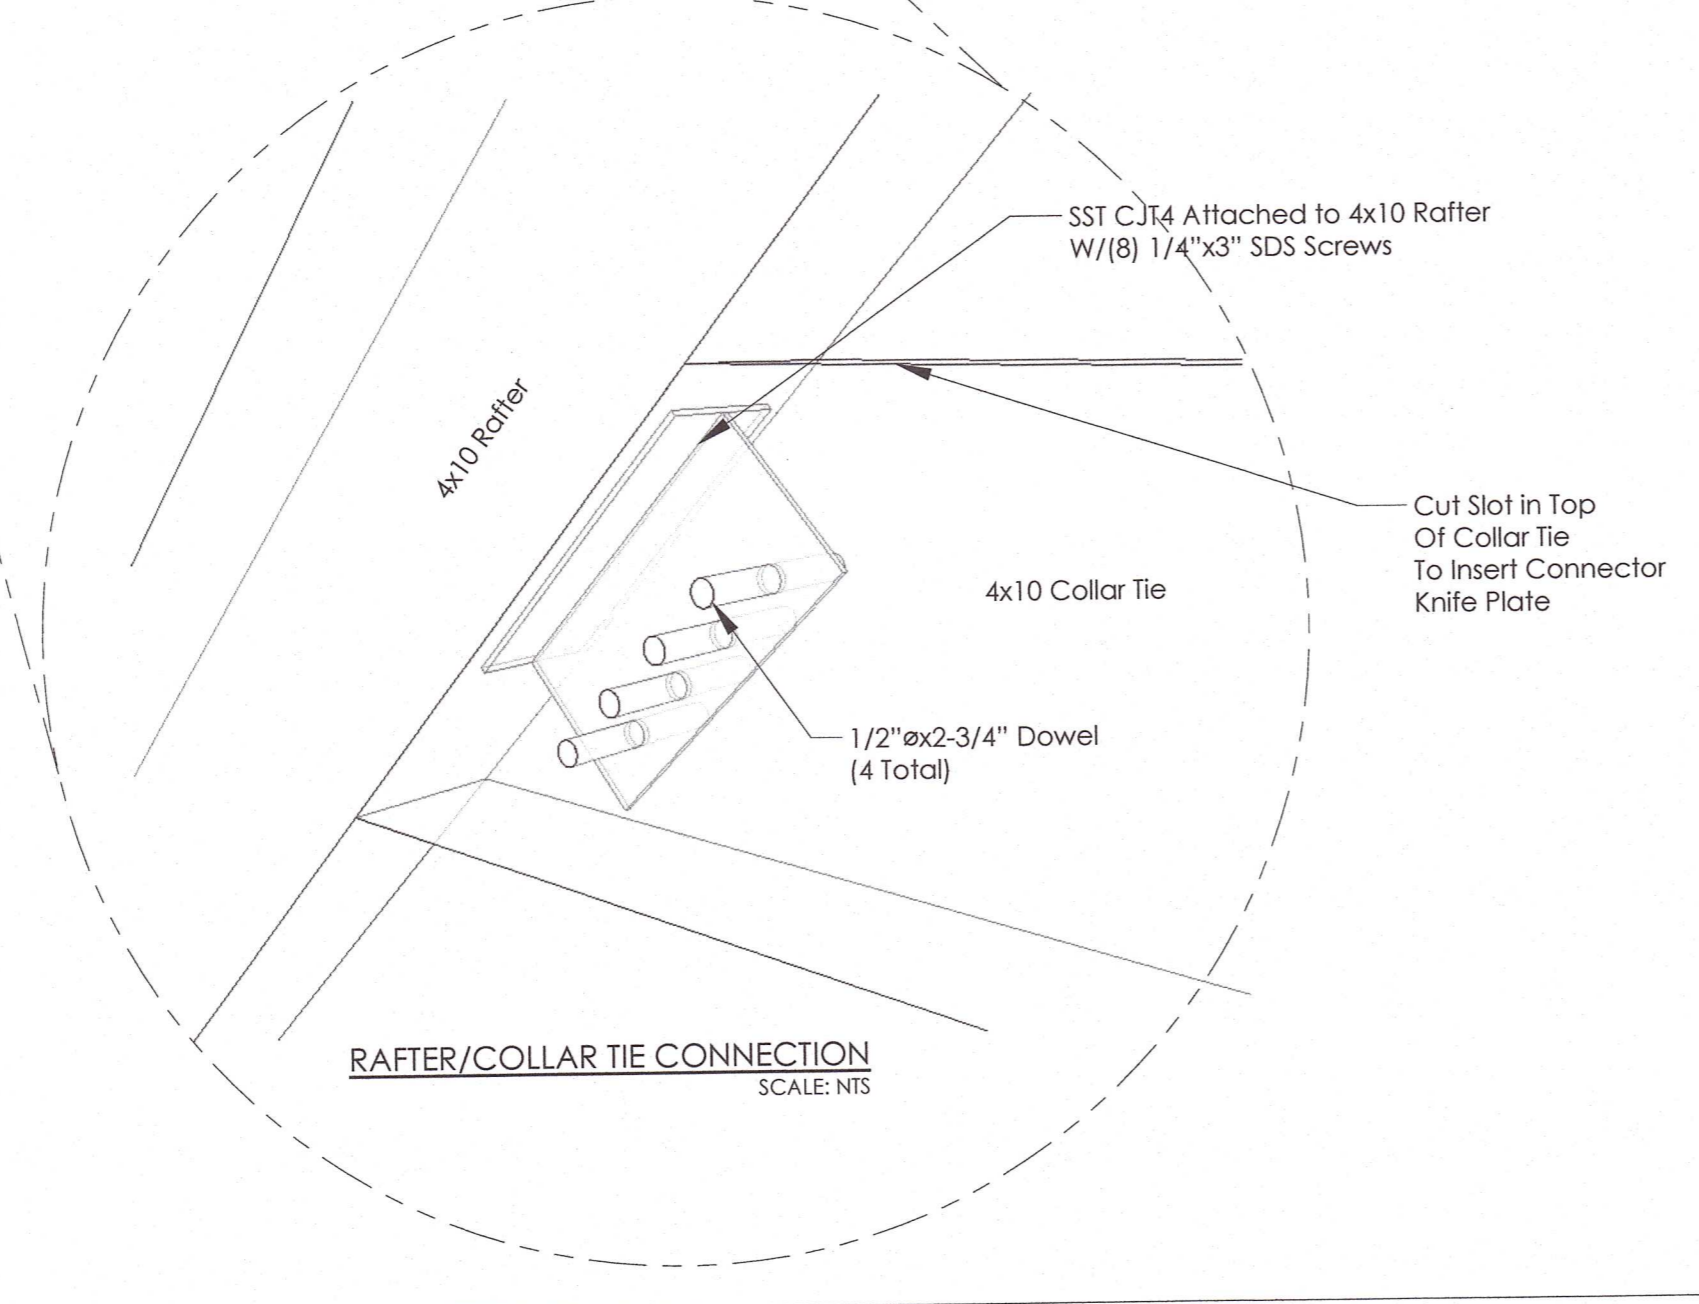 SST CJT4 Attached to 4x10 Rafter
W/(8) 1/4"x3" SDS Screws
4x10 Rafter
Cut Slot in Top
Of Collar Tie
To Insert Connector
Knife Plate
4x10 Collar Tie
1/2"øx2-3/4" Dowel
(4 Total)
RAFTER/COLLAR TIE CONNECTION
SCALE: NTS